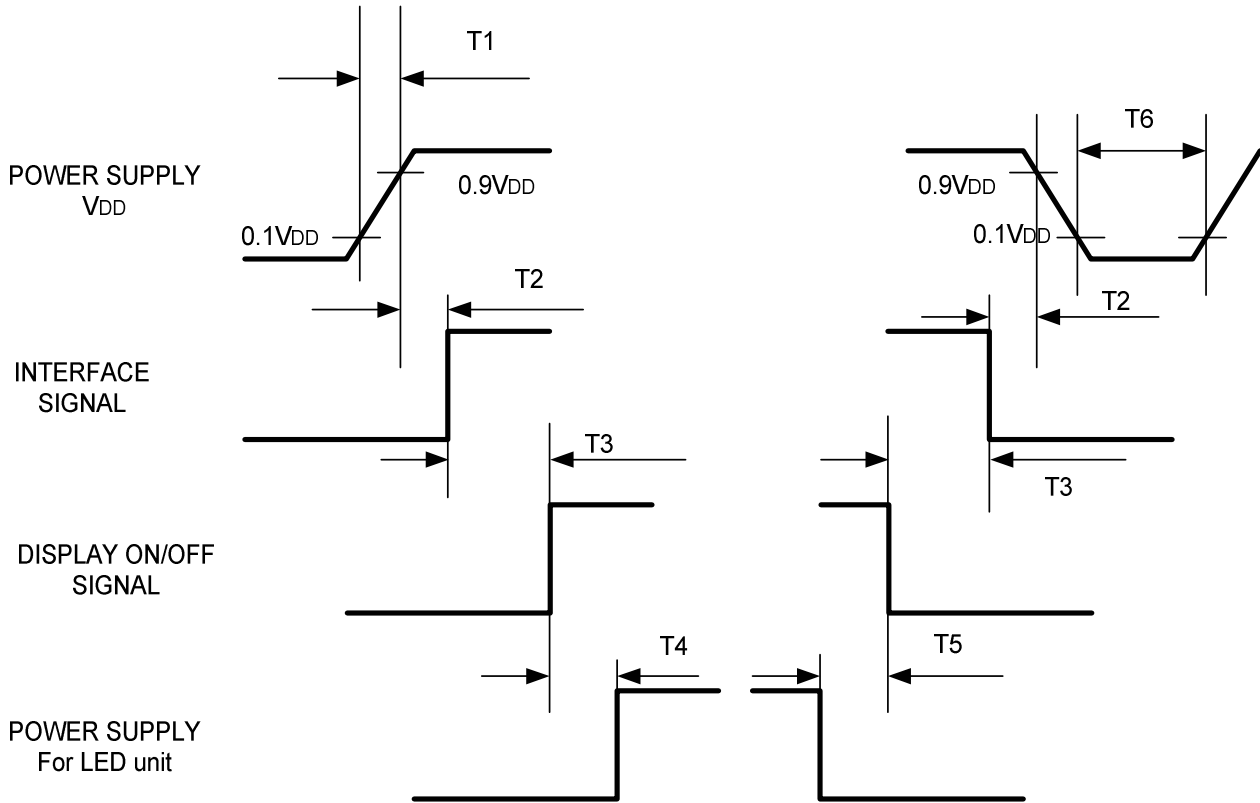 T1
T6
POWER SUPPLY
VDD
0.9VDD
0.9VDD
0.1VDD
0.1VDD
T2
T2
INTERFACE
SIGNAL
T3
T3
DISPLAY ON/OFF
SIGNAL
T4
T5
POWER SUPPLY
For LED unit